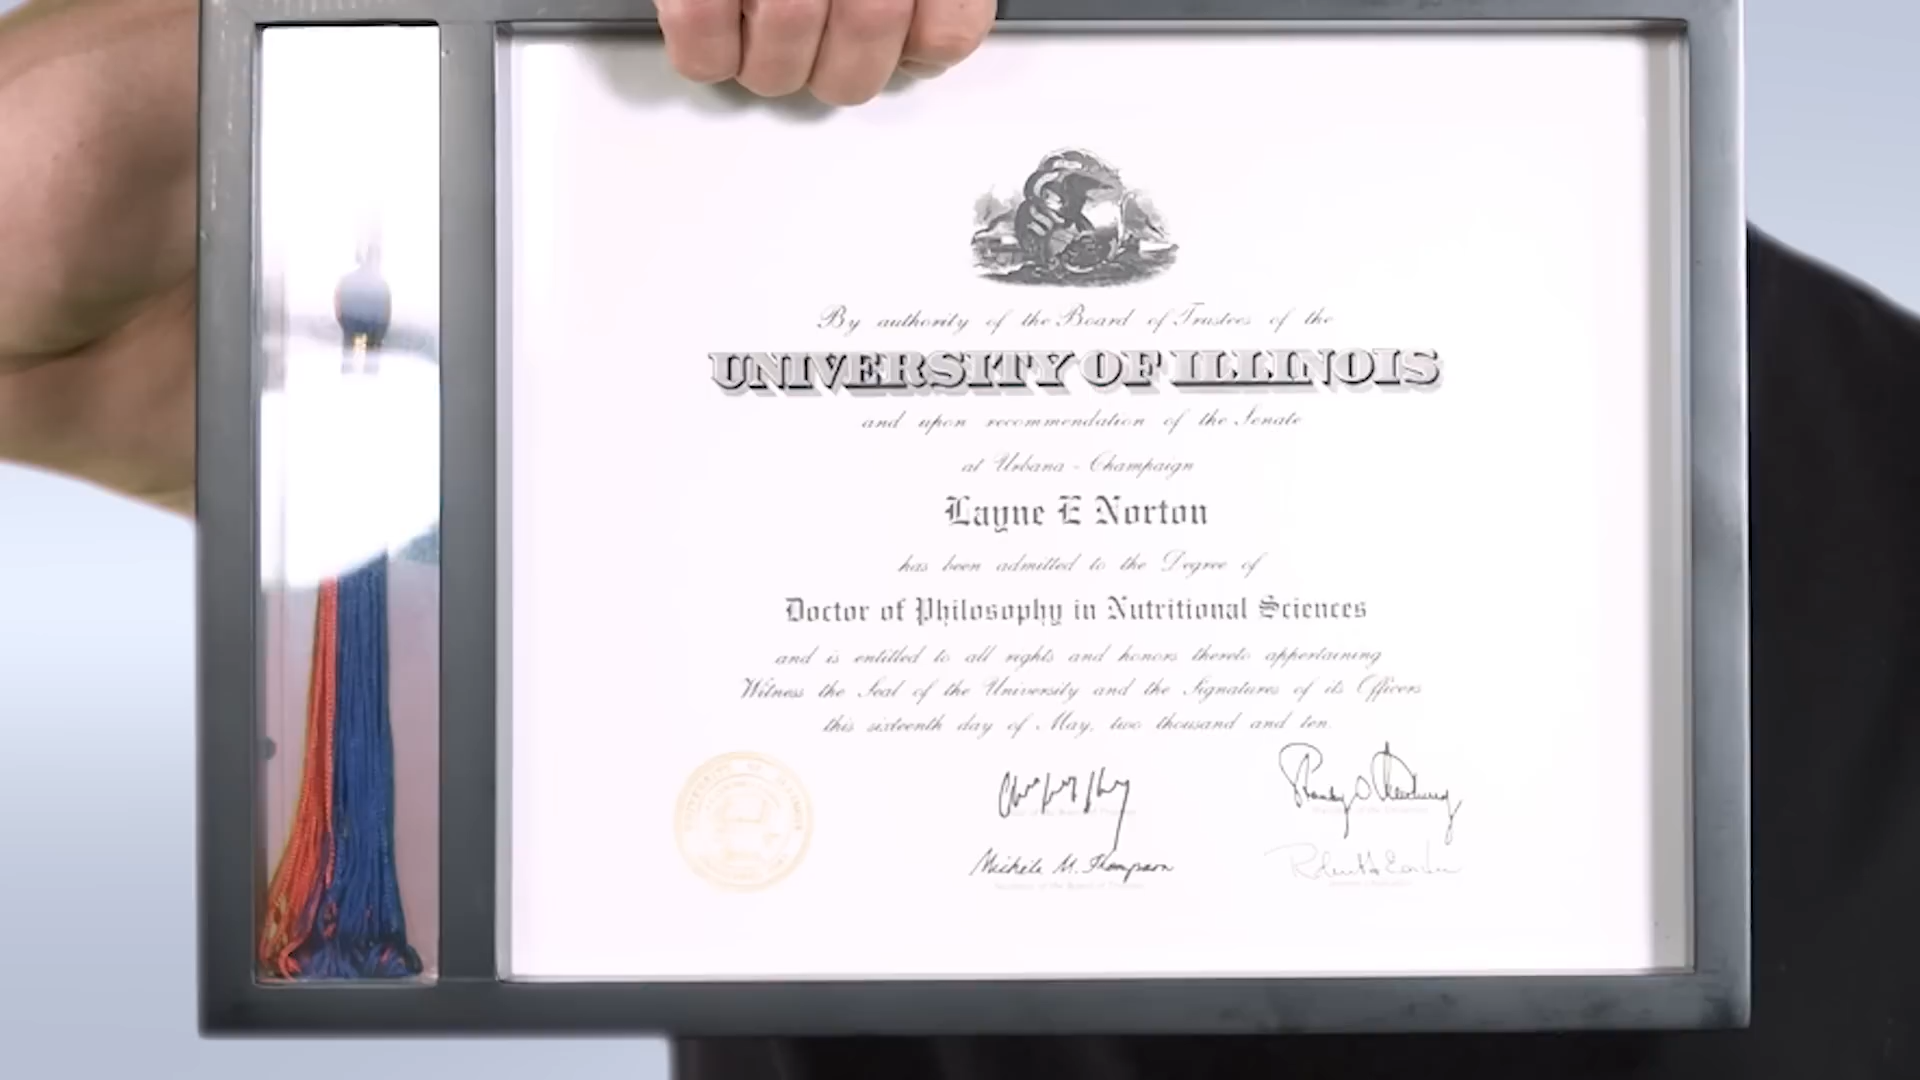 By authority of the Board of Trustees of the
UNIVERSITY OF ILLINOIS
and upon recommendation of the Senate
at Urbana - Champaign
Layne E Norton
has been admitted to the Degree of
Doctor of Philosophy in Nutritional Sciences
and is entitled to all rights and honors thereto appertaining
Witness the Seal of the University and the Signatures of its Officers
this sixteenth day of May, two thousand and ten.
Michele M. Thompson